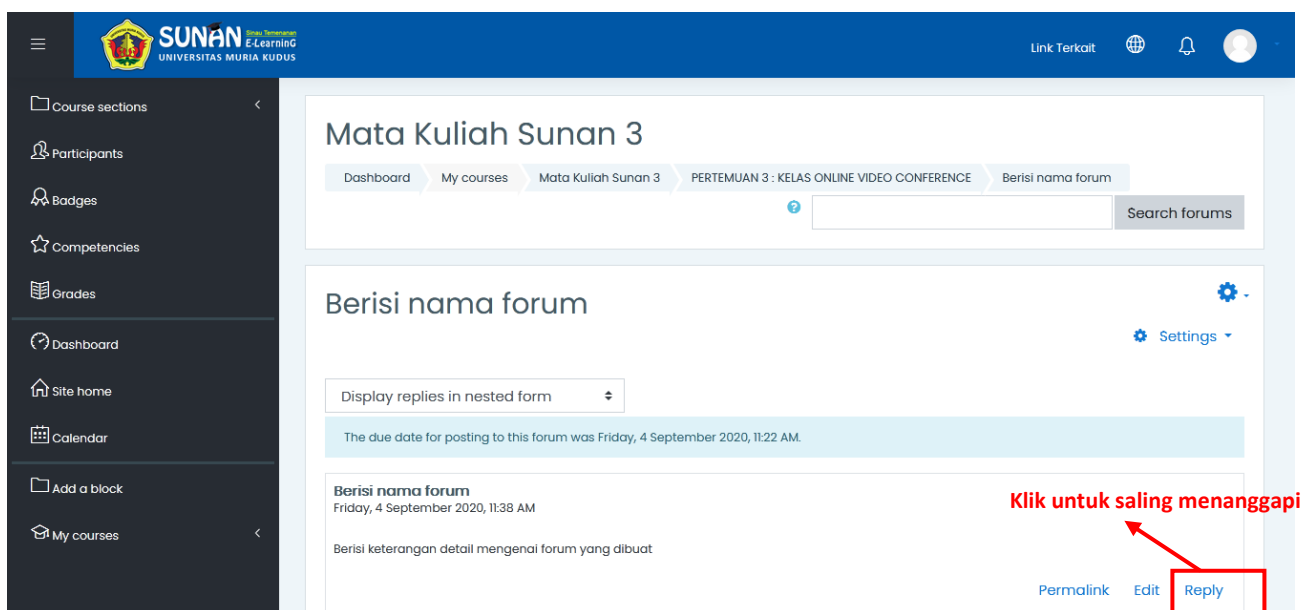 SUNAN Sinau Temenanan E-LearninG
UNIVERSITAS MURIA KUDUS
Link Terkait
Course sections
Participants
Badges
Competencies
Grades
Dashboard
Site home
Calendar
Add a block
My courses
Mata Kuliah Sunan 3
Dashboard My courses Mata Kuliah Sunan 3 PERTEMUAN 3 : KELAS ONLINE VIDEO CONFERENCE Berisi nama forum
Search forums
Berisi nama forum
Settings
Display replies in nested form
The due date for posting to this forum was Friday, 4 September 2020, 11:22 AM.
Berisi nama forum
Friday, 4 September 2020, 11:38 AM
Klik untuk saling menanggapi
Berisi keterangan detail mengenai forum yang dibuat
Permalink Edit Reply